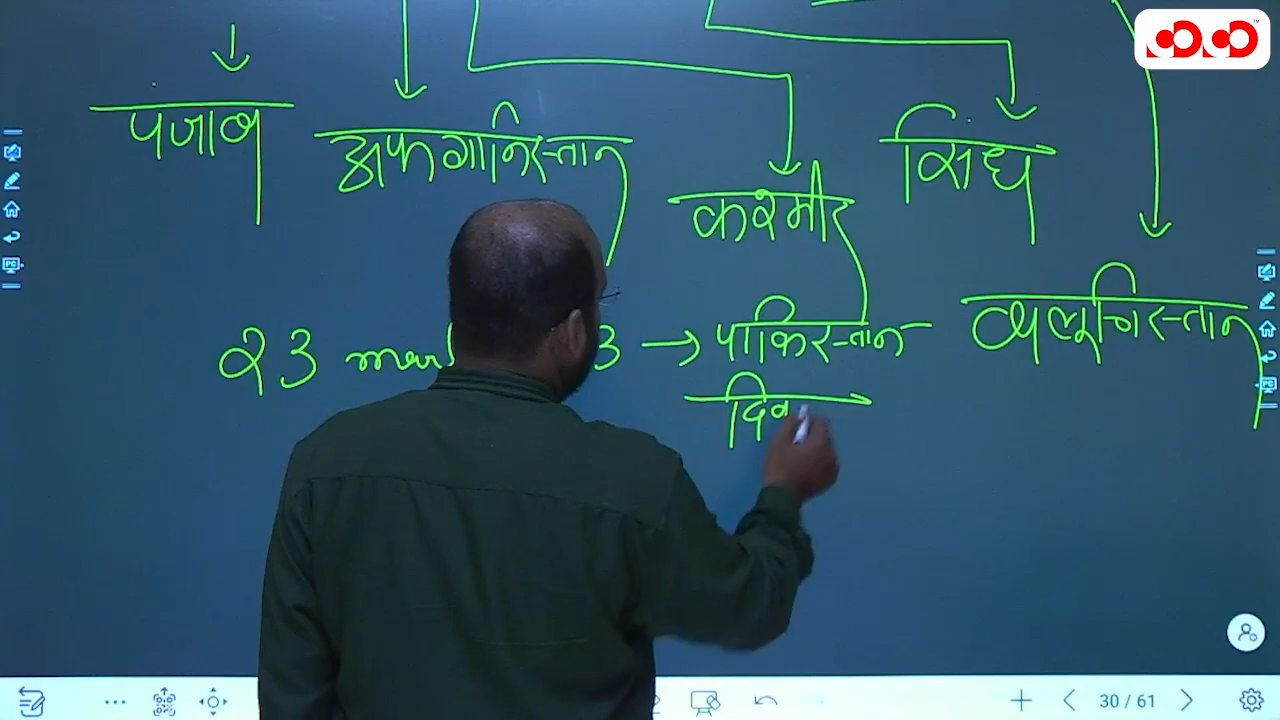 पंजाब
अफगानिस्तान
कश्मीर
सिंध
बलूचिस्तान
23 → पाकिस्तान
दिव
30 / 61